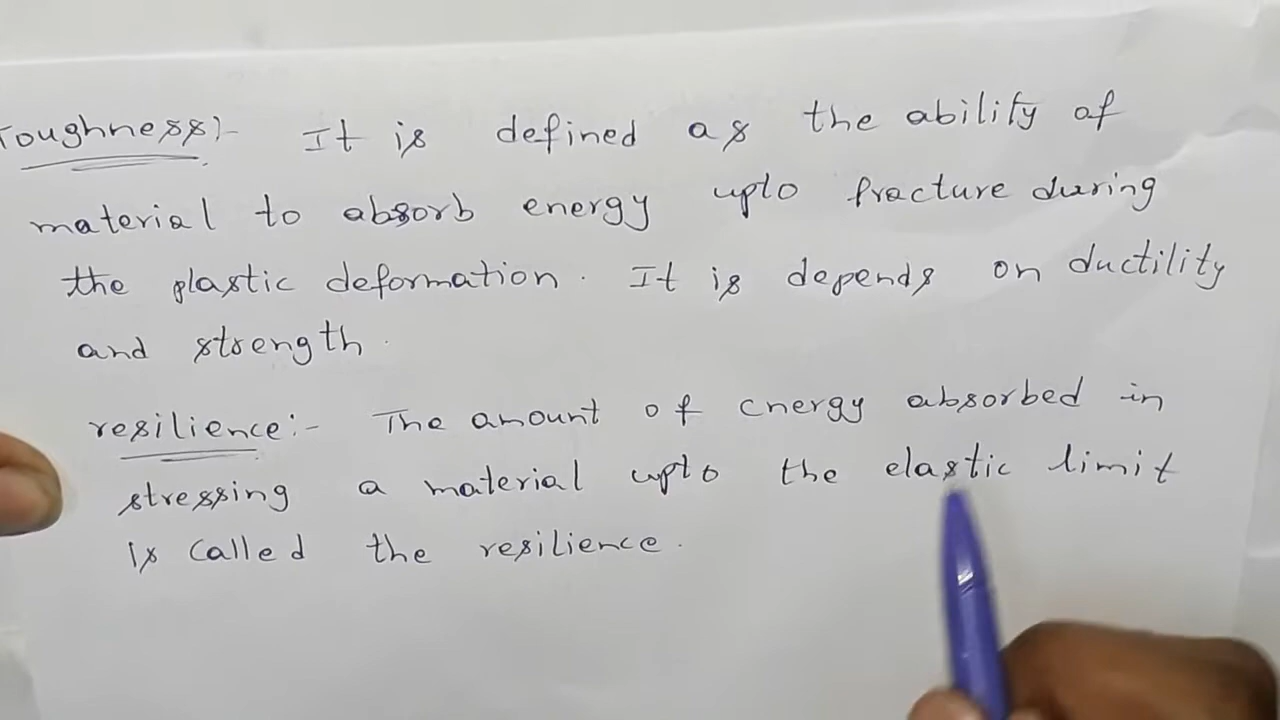 Toughness:-  It is defined as the ability of
material to absorb energy upto fracture during
the plastic deformation. It is depends on ductility
and strength.
resilience:- The amount of energy absorbed in
stressing a material upto the elastic limit
is called the resilience.